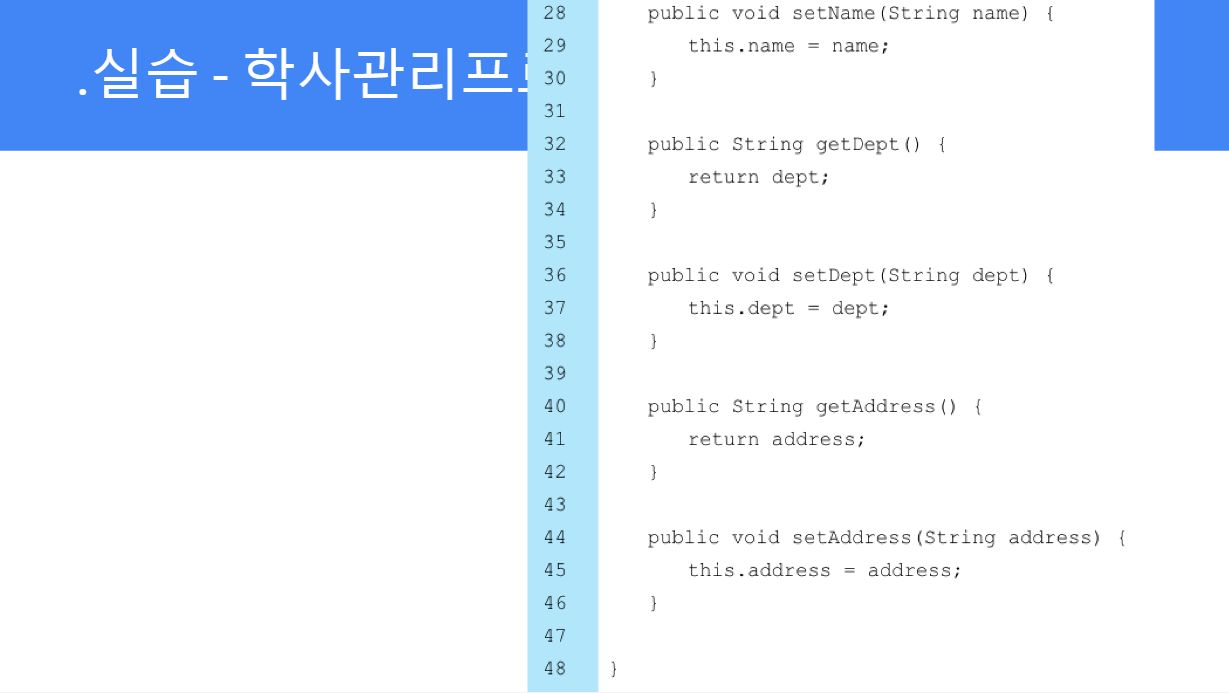 .실습 - 학사관리프
28 public void setName(String name) {
29 this.name = name;
30 }
31
32 public String getDept() {
33 return dept;
34 }
35
36 public void setDept(String dept) {
37 this.dept = dept;
38 }
39
40 public String getAddress() {
41 return address;
42 }
43
44 public void setAddress(String address) {
45 this.address = address;
46 }
47
48 }